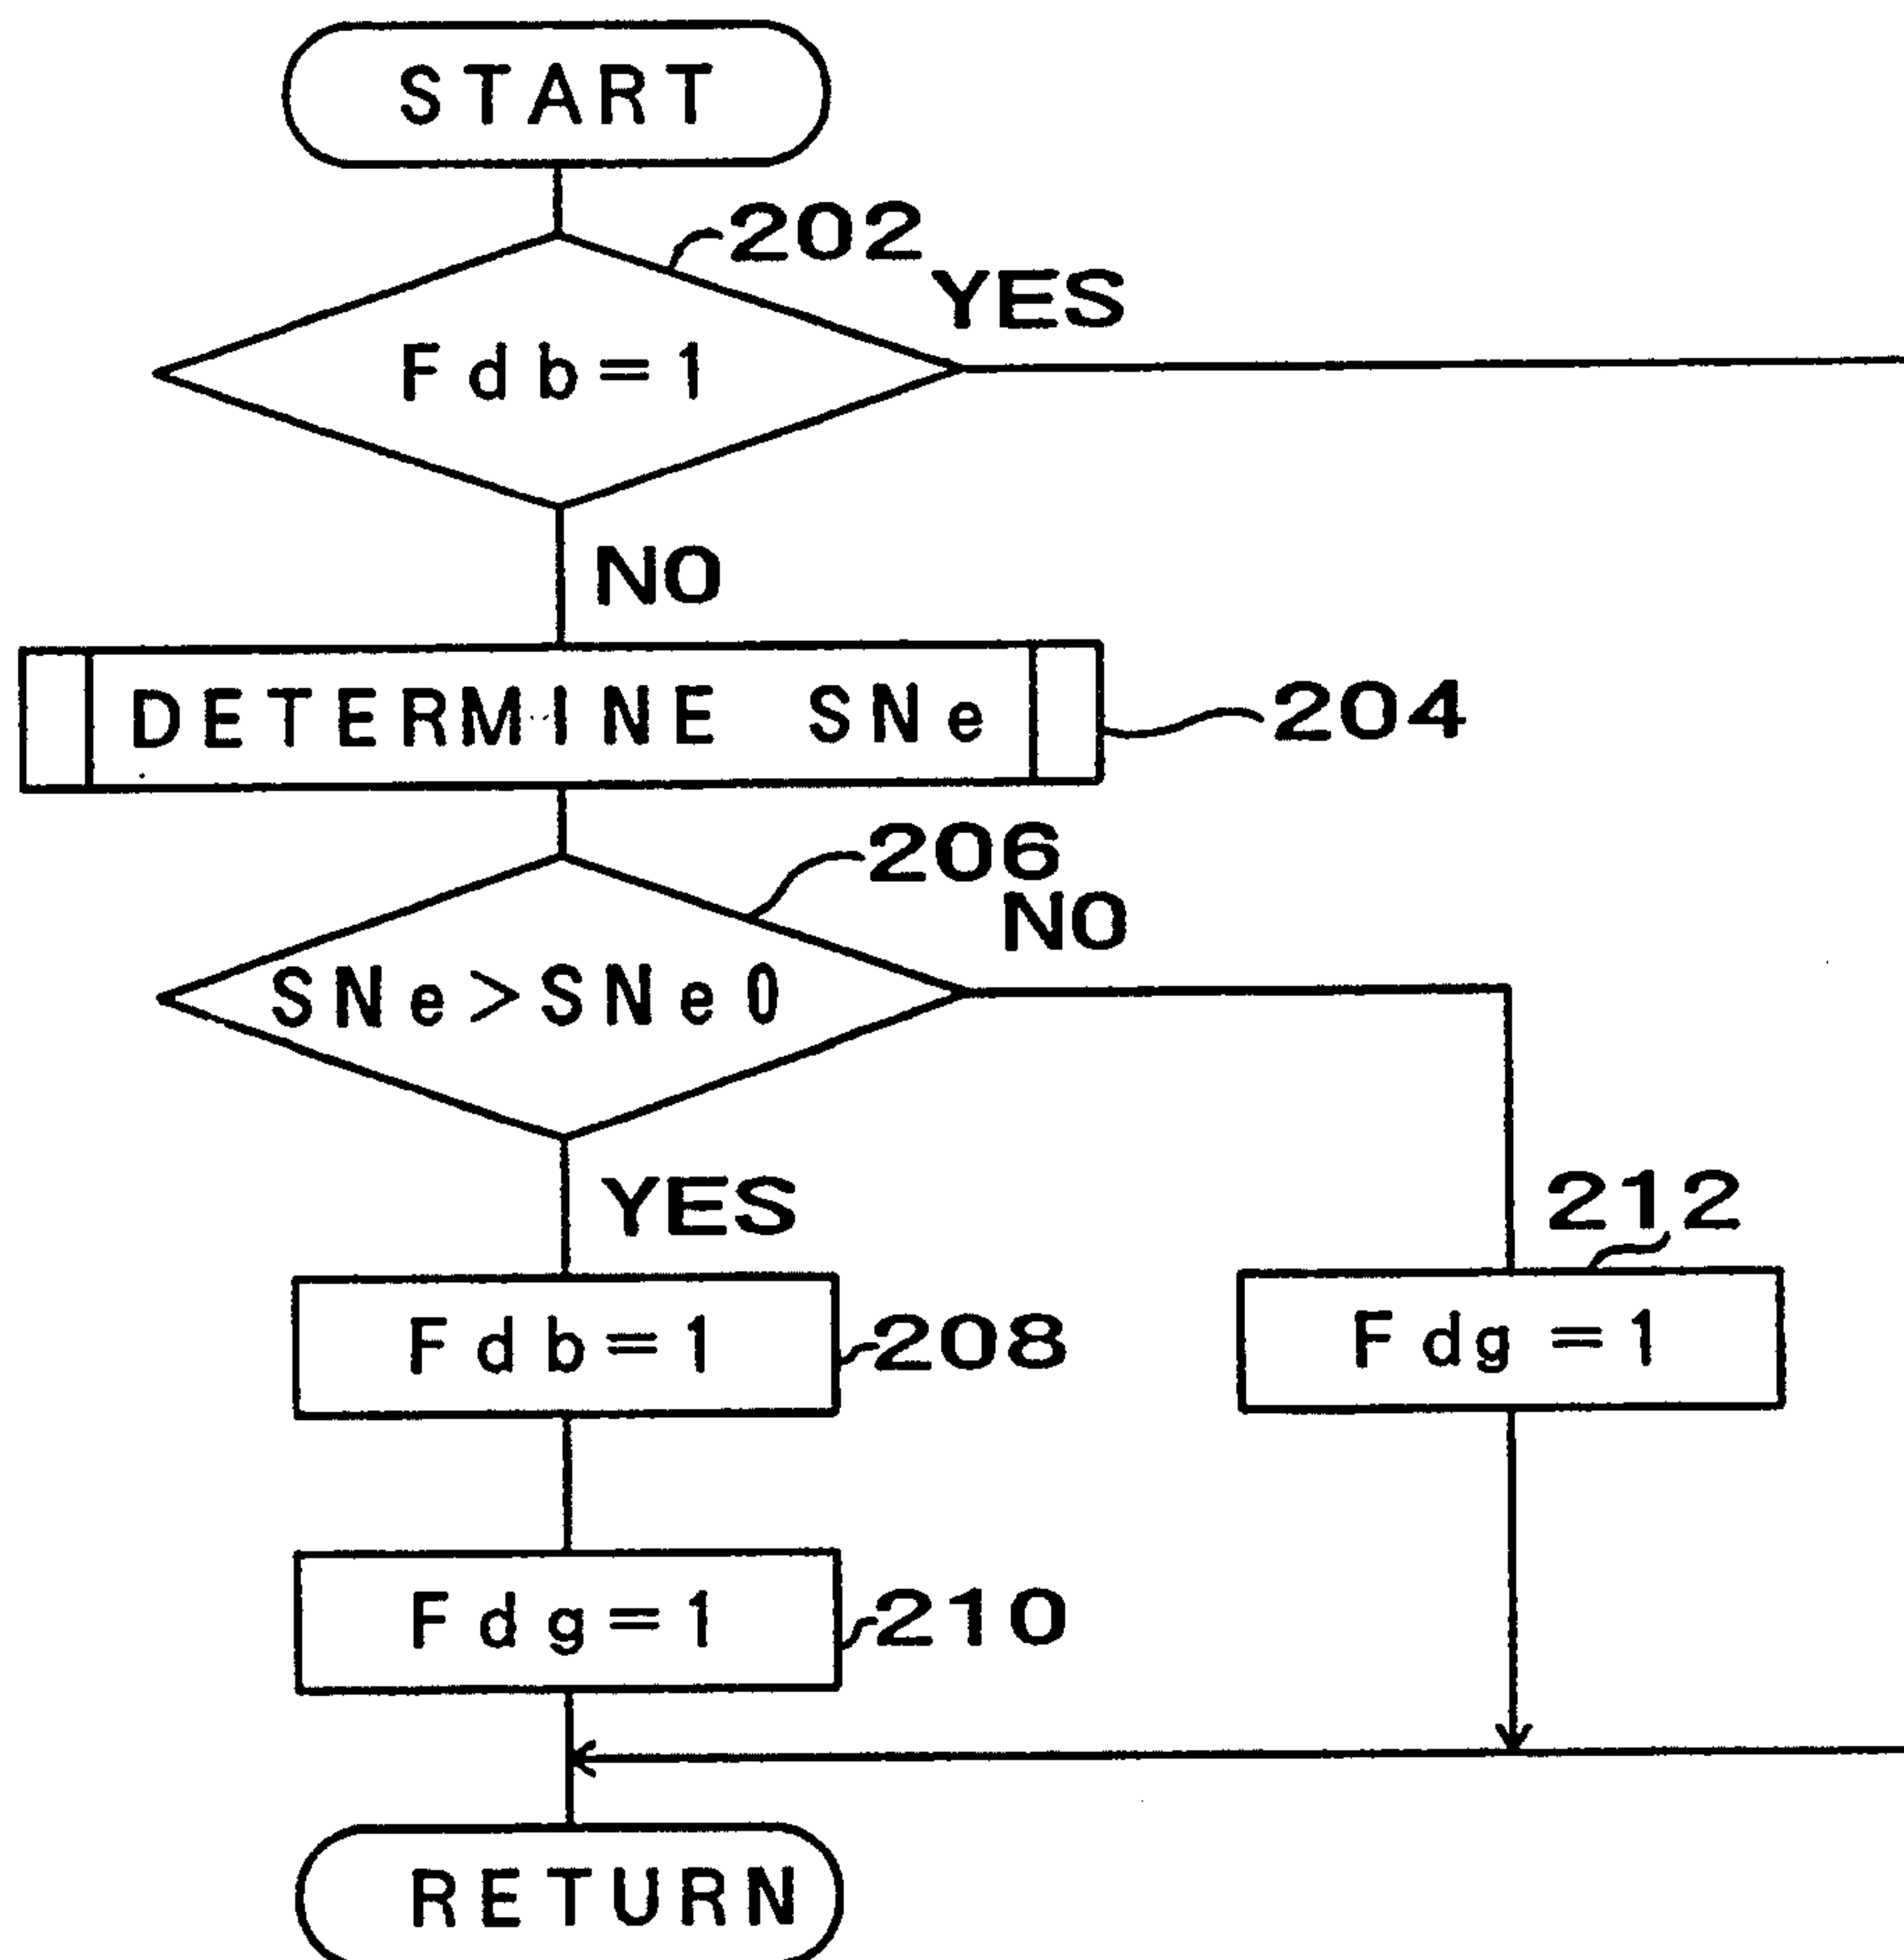 START
202
YES
Fdb=1
NO
DETERMINE SNe
204
206
NO
SNe>SNe0
YES
212
Fdb=1
208
Fdg=1
Fdg=1
210
RETURN